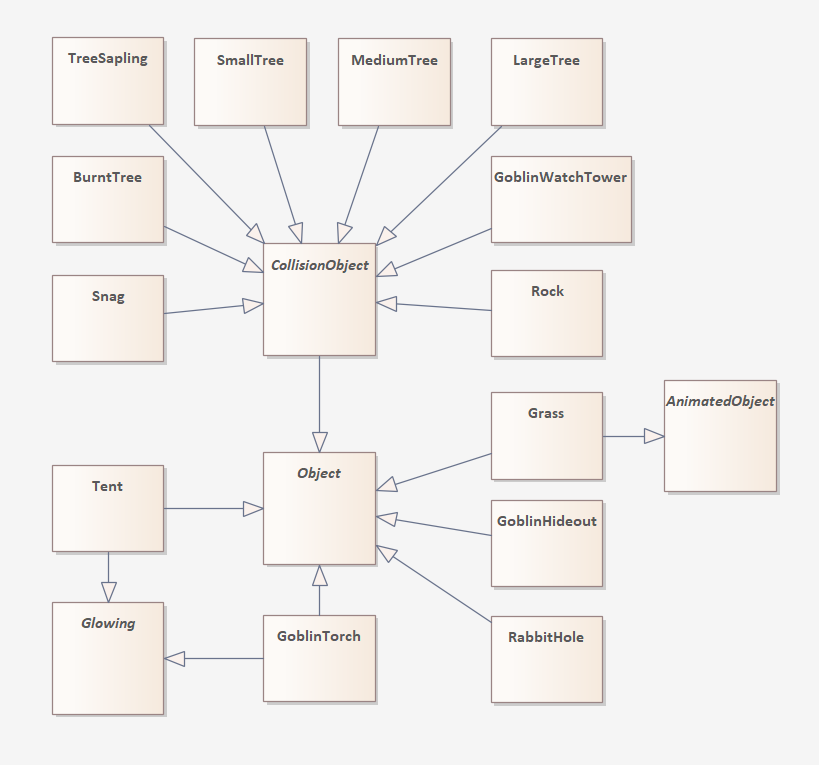 TreeSapling
SmallTree
MediumTree
LargeTree
BurntTree
GoblinWatchTower
CollisionObject
Snag
Rock
Grass
AnimatedObject
Object
Tent
GoblinHideout
Glowing
GoblinTorch
RabbitHole